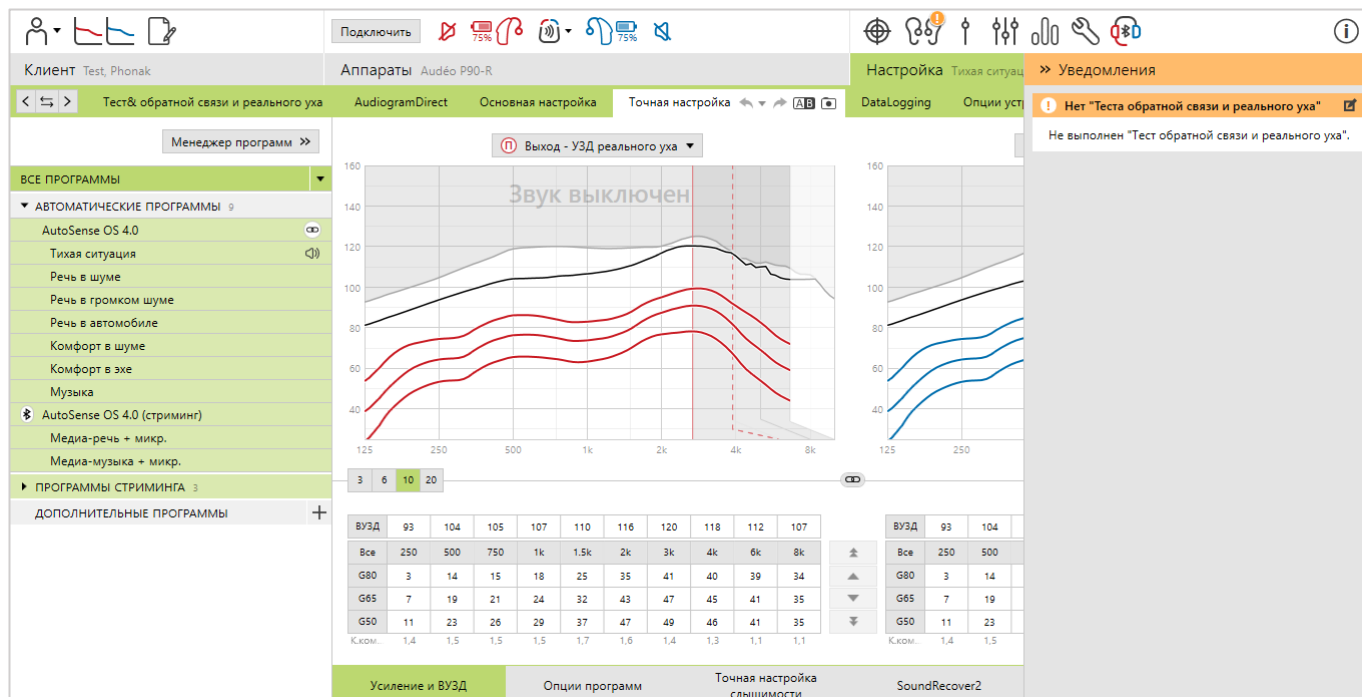 Подключить
75%
75%
Клиент Test, Phonak
Аппараты Audéo P90-R
Настройка Тихая ситуац
Уведомления
Тест& обратной связи и реального уха
AudiogramDirect
Основная настройка
Точная настройка
AB
DataLogging
Опции уст
Нет "Теста обратной связи и реального уха"
Не выполнен "Тест обратной связи и реального уха".
Менеджер программ
П Выход - УЗД реального уха
ВСЕ ПРОГРАММЫ
АВТОМАТИЧЕСКИЕ ПРОГРАММЫ 9
AutoSense OS 4.0
Тихая ситуация
Речь в шуме
Речь в громком шуме
Речь в автомобиле
Комфорт в шуме
Комфорт в эхе
Музыка
AutoSense OS 4.0 (стриминг)
Медиа-речь + микр.
Медиа-музыка + микр.
ПРОГРАММЫ СТРИМИНГА 3
ДОПОЛНИТЕЛЬНЫЕ ПРОГРАММЫ
Звук выключен
160
140
120
100
80
60
40
125 250 500 1k 2k 4k 8k
160
140
120
100
80
60
40
125 250
3 6 10 20
ВУЗД 93 104 105 107 110 116 120 118 112 107
Все 250 500 750 1k 1.5k 2k 3k 4k 6k 8k
G80 3 14 15 18 25 35 41 40 39 34
G65 7 19 21 24 32 43 47 45 41 35
G50 11 23 26 29 37 47 49 46 41 35
К.ком... 1,4 1,5 1,5 1,5 1,7 1,6 1,4 1,3 1,1 1,1
ВУЗД 93 104
Все 250 500
G80 3 14
G65 7 19
G50 11 23
К.ком... 1,4 1,5
Усиление и ВУЗД
Опции программ
Точная настройка
слышимости
SoundRecover2